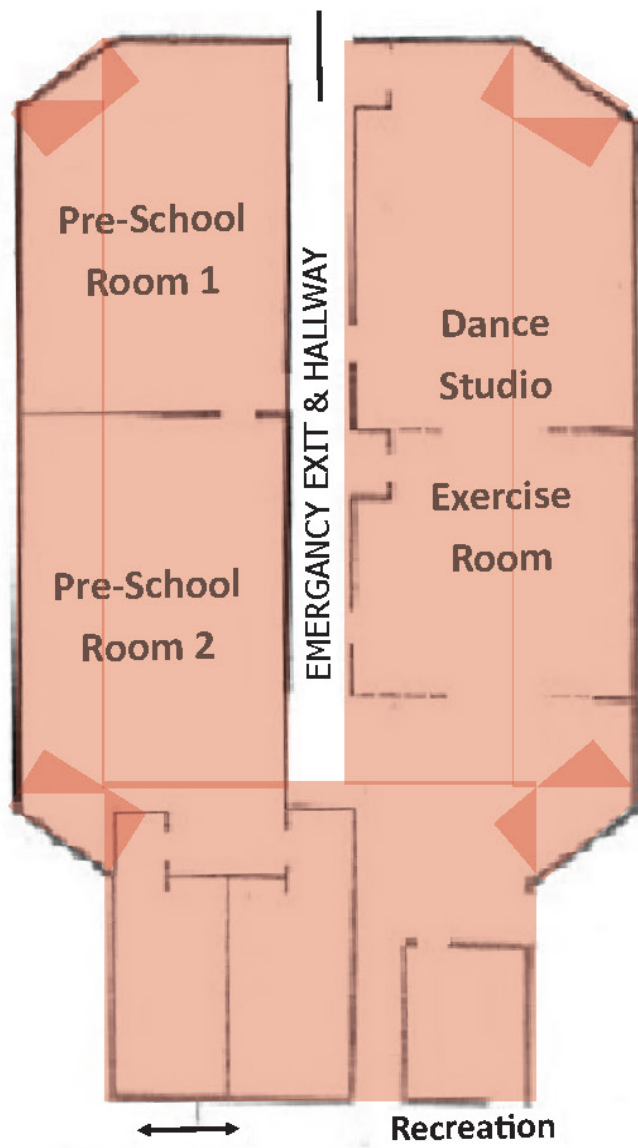 Pre-School
Room 1
EMERGANCY EXIT & HALLWAY
Dance
Studio
Exercise
Room
Pre-School
Room 2
Recreation